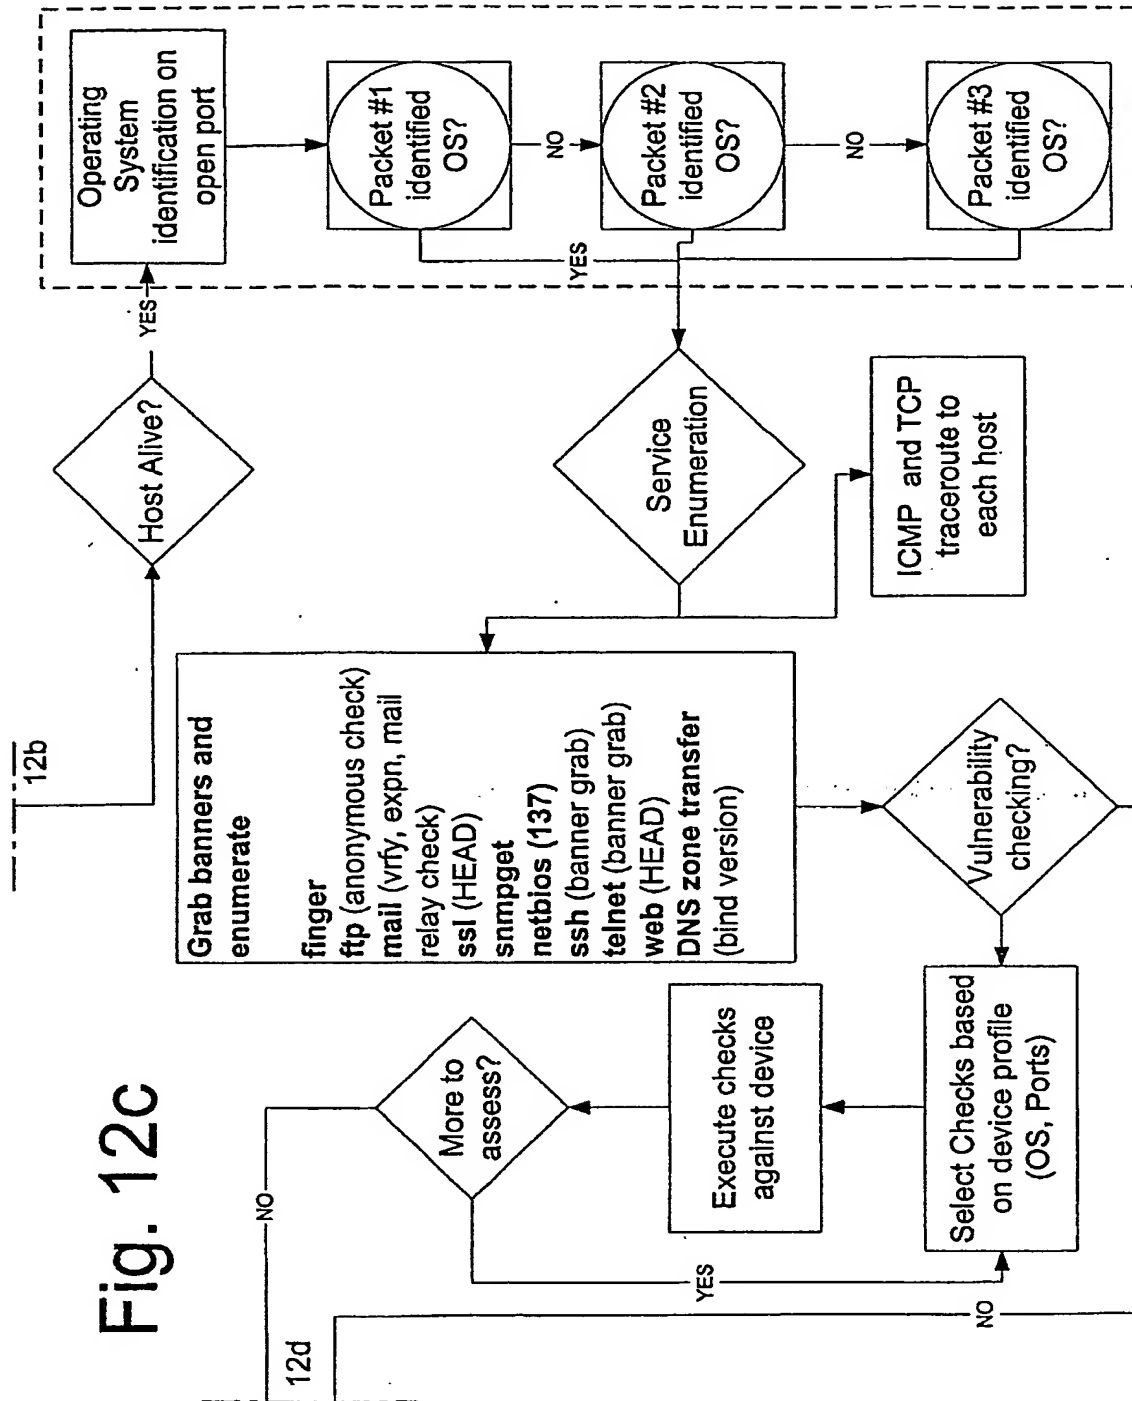 Fig. 12c
12b
Host Alive?
YES
Operating
System
identification on
open port
Packet #1
identified
OS?
NO
Packet #2
identified
OS?
NO
Packet #3
identified
OS?
YES
Service
Enumeration
ICMP and TCP
traceroute to
each host
Grab banners and
enumerate
finger
ftp (anonymous check)
mail (vrfy, expn, mail
relay check)
ssl (HEAD)
snmpget
netbios (137)
ssh (banner grab)
telnet (banner grab)
web (HEAD)
DNS zone transfer
(bind version)
Vulnerability
checking?
Select Checks based
on device profile
(OS, Ports)
Execute checks
against device
More to
assess?
NO
YES
12d
NO